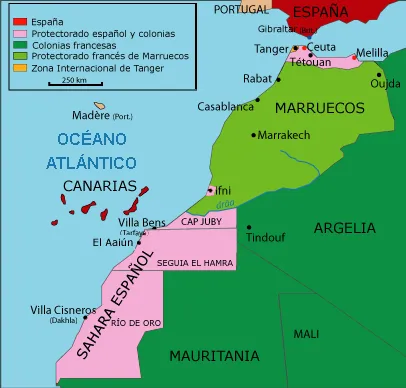 PORTUGAL
ESPAÑA
España
Protectorado español y colonias
Colonias francesas
Protectorado francés de Marruecos
Zona Internacional de Tanger
250 km
Gibraltar
Tanger
Ceuta
Melilla
Tétouan
Rabat
Oujda
Casablanca
MARRUECOS
Madère (Port.)
Marrakech
OCÉANO
ATLÁNTICO
CANARIAS
Ifni
drâa
Villa Bens
(Tarfaya)
CAP JUBY
El Aaiún
Tindouf
ARGELIA
SEGUIA EL HAMRA
SAHARA ESPAÑOL
Villa Cisneros
(Dakhla)
RÍO DE ORO
MALI
MAURITANIA